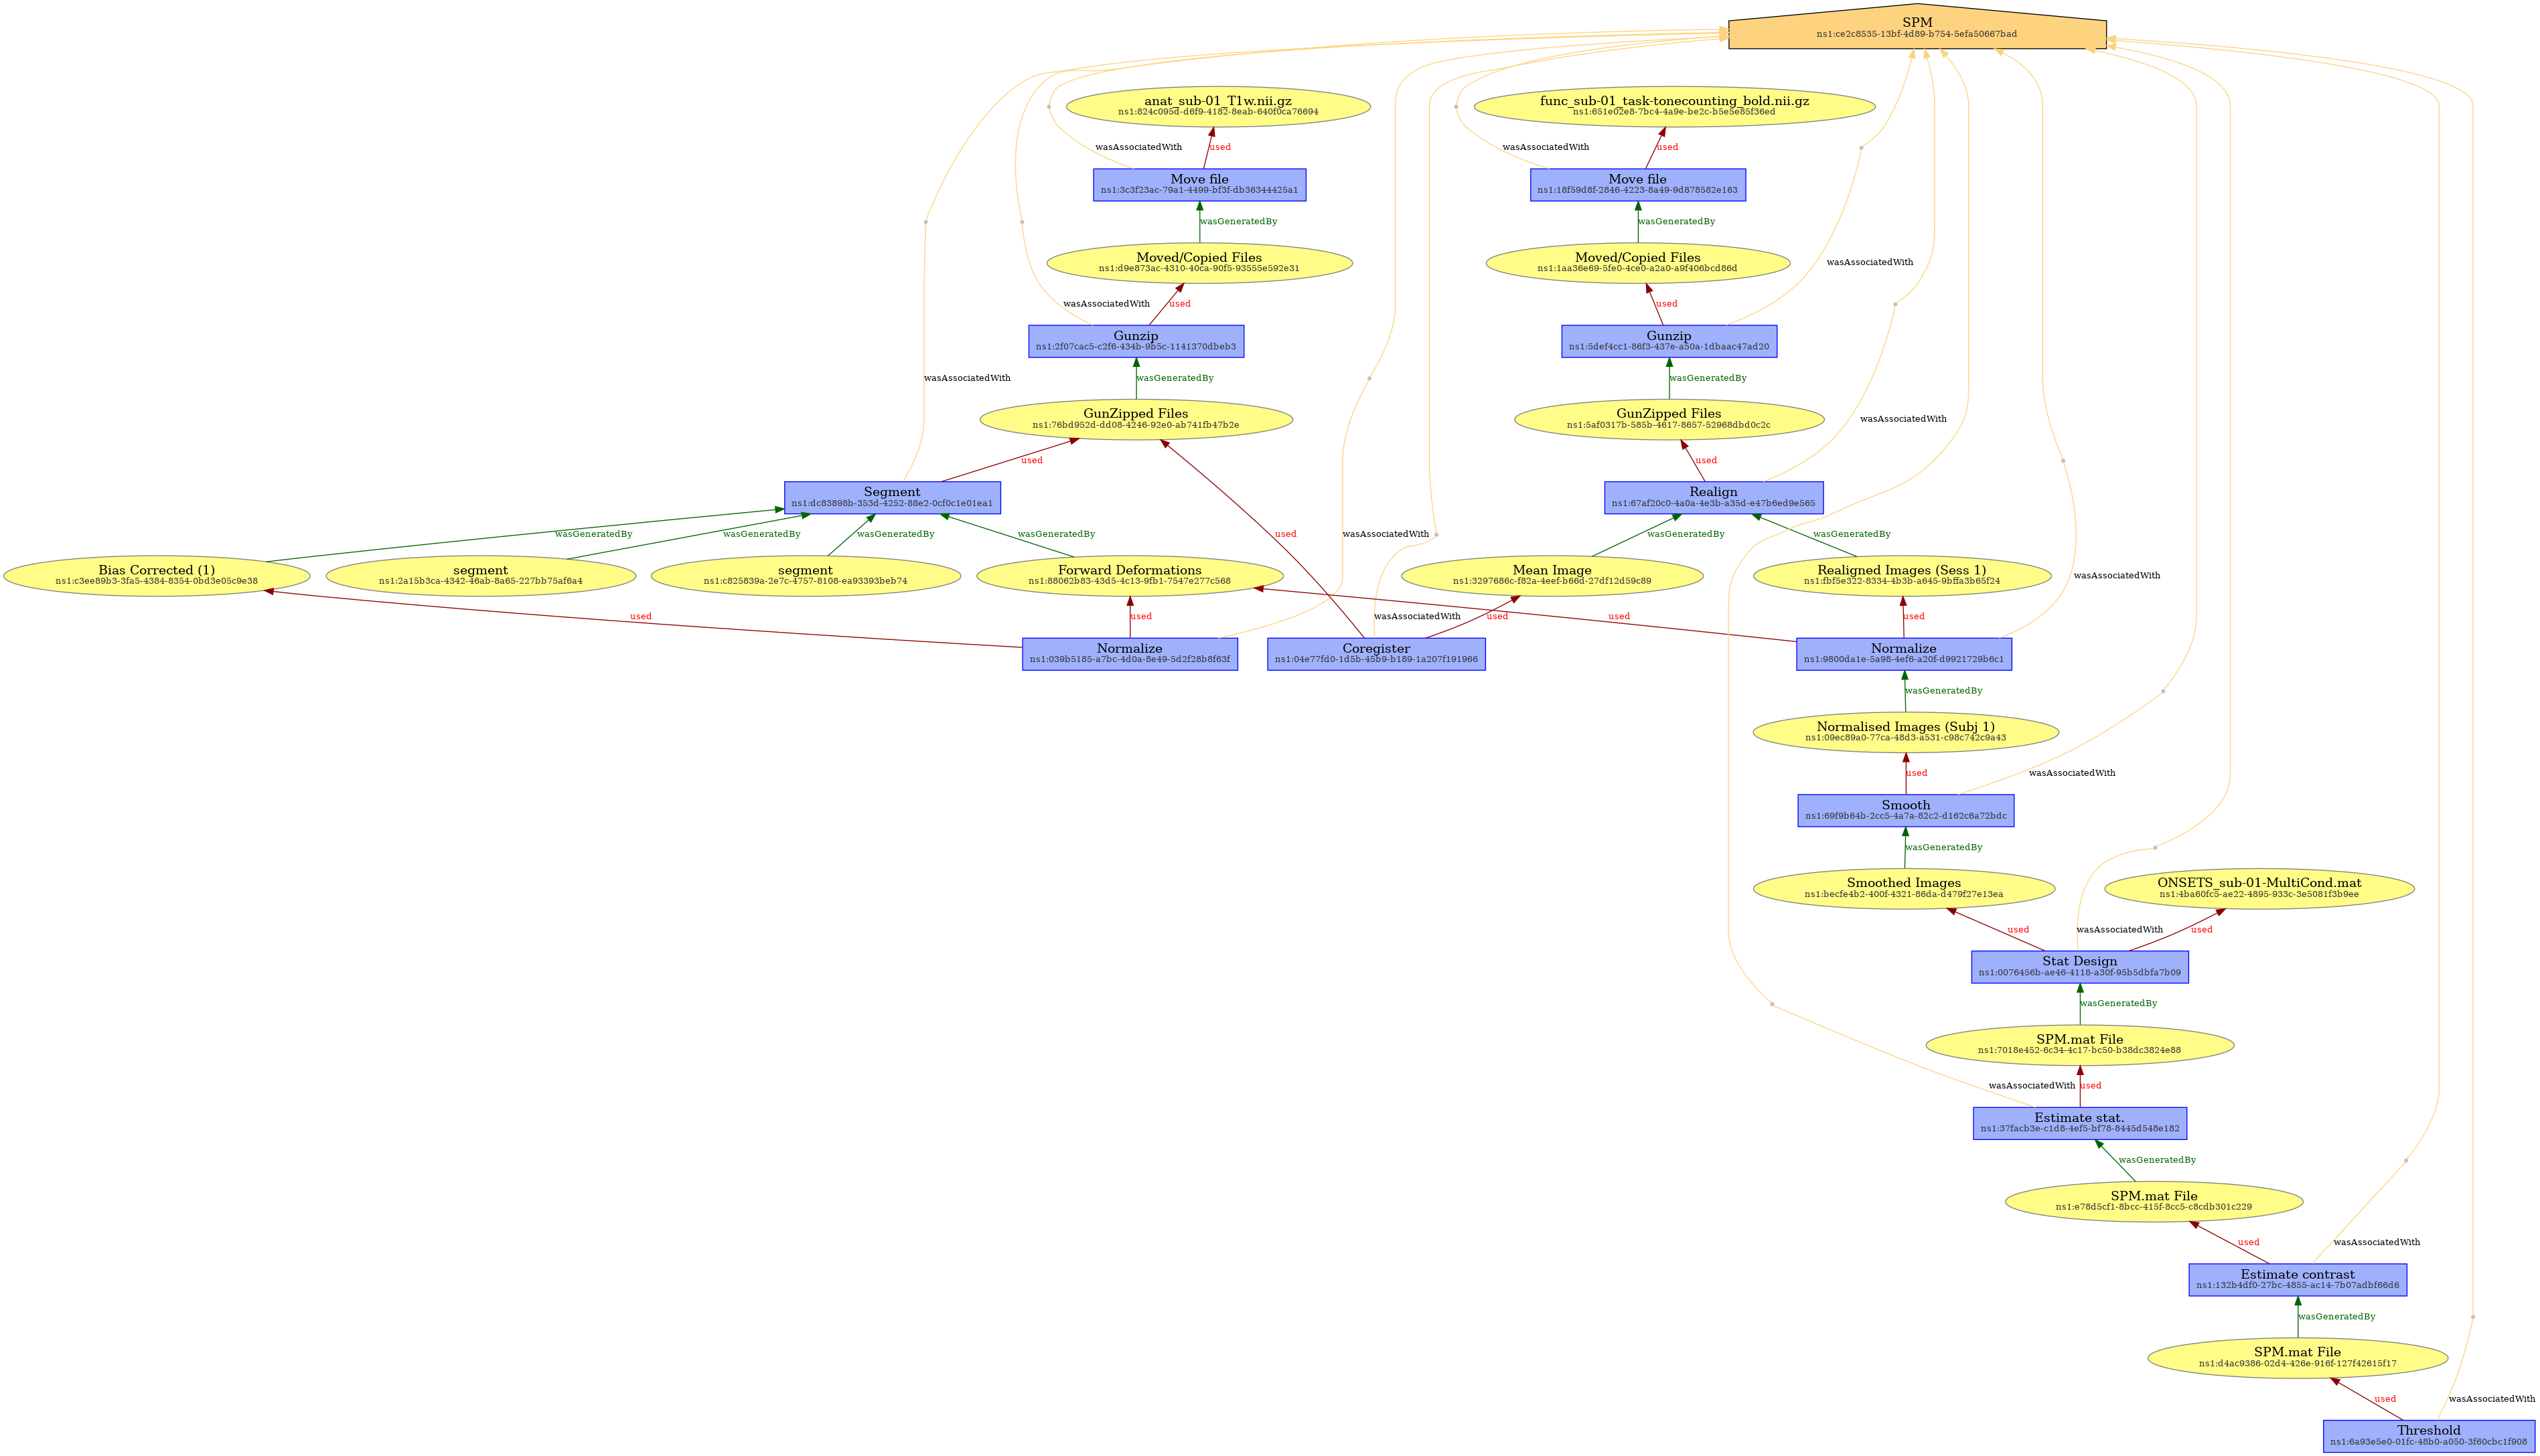 SPM
ns1:ce2c8535-13bf-4d89-b754-5efa50667bad
anat_sub-01_T1w.nii.gz
ns1:824c095d-d6f9-4182-8eab-640f0ca76694
func_sub-01_task-tonecounting_bold.nii.gz
ns1:651e02e8-7bc4-4a9e-be2c-b5e5e85f36ed
wasAssociatedWith
used
wasAssociatedWith
used
Move file
ns1:3c3f23ac-79a1-4499-bf3f-db36344425a1
Move file
ns1:18f59d8f-2846-4223-8a49-9d878582e163
wasGeneratedBy
wasGeneratedBy
Moved/Copied Files
ns1:d9e873ac-4310-40ca-90f5-93555e592e31
Moved/Copied Files
ns1:1aa36e69-5fe0-4ce0-a2a0-a9f406bcd86d
wasAssociatedWith
wasAssociatedWith
used
used
Gunzip
ns1:2f07cac5-c2f6-434b-9b5c-1141370dbeb3
Gunzip
ns1:5def4cc1-86f3-437e-a50a-1dbaac47ad20
wasAssociatedWith
wasGeneratedBy
wasGeneratedBy
GunZipped Files
ns1:76bd952d-dd08-4246-92e0-ab741fb47b2e
GunZipped Files
ns1:5af0317b-585b-4617-8657-52968dbd0c2c
wasAssociatedWith
used
used
Segment
ns1:dc83898b-353d-4252-88e2-0cf0c1e01ea1
Realign
ns1:67af20c0-4a0a-4e3b-a35d-e47b6ed9e565
wasGeneratedBy
wasGeneratedBy
wasGeneratedBy
wasGeneratedBy
used
wasAssociatedWith
wasGeneratedBy
wasGeneratedBy
Bias Corrected (1)
ns1:c3ee89b3-3fa5-4384-8354-0bd3e05c9e38
segment
ns1:2a15b3ca-4342-46ab-8a65-227bb75af6a4
segment
ns1:c825839a-2e7c-4757-8108-ea93393beb74
Forward Deformations
ns1:88062b83-43d5-4c13-9fb1-7547e277c568
Mean Image
ns1:3297686c-f82a-4eef-b66d-27df12d59c89
Realigned Images (Sess 1)
ns1:fbf5e322-8334-4b3b-a645-9bffa3b65f24
wasAssociatedWith
used
used
wasAssociatedWith
used
used
used
Normalize
ns1:039b5185-a7bc-4d0a-8e49-5d2f28b8f63f
Coregister
ns1:04e77fd0-1d5b-45b9-b189-1a207f191966
Normalize
ns1:9800da1e-5a98-4ef6-a20f-d9921729b6c1
wasGeneratedBy
Normalised Images (Subj 1)
ns1:09ec89a0-77ca-48d3-a531-c98c742c9a43
used
wasAssociatedWith
Smooth
ns1:69f9b64b-2cc5-4a7a-82c2-d162c6a72bdc
wasGeneratedBy
Smoothed Images
ns1:becfe4b2-400f-4321-86da-d479f27e13ea
ONSETS_sub-01-MultiCond.mat
ns1:4ba60fc5-ae22-4895-933c-3e5081f3b9ee
used
wasAssociatedWith
used
Stat Design
ns1:0076456b-ae46-4118-a30f-95b5dbfa7b09
wasGeneratedBy
SPM.mat File
ns1:7018e452-6c34-4c17-bc50-b38dc3824e88
wasAssociatedWith
used
Estimate stat.
ns1:37facb3e-c1d8-4ef5-bf78-8445d548e182
wasGeneratedBy
SPM.mat File
ns1:e78d5cf1-8bcc-415f-8cc5-c8cdb301c229
used
wasAssociatedWith
Estimate contrast
ns1:132b4df0-27bc-4855-ac14-7b07adbf66d6
wasGeneratedBy
SPM.mat File
ns1:d4ac9386-02d4-426e-916f-127f42615f17
used
wasAssociatedWith
Threshold
ns1:6a93e5e0-01fc-48b0-a050-3f60cbc1f908